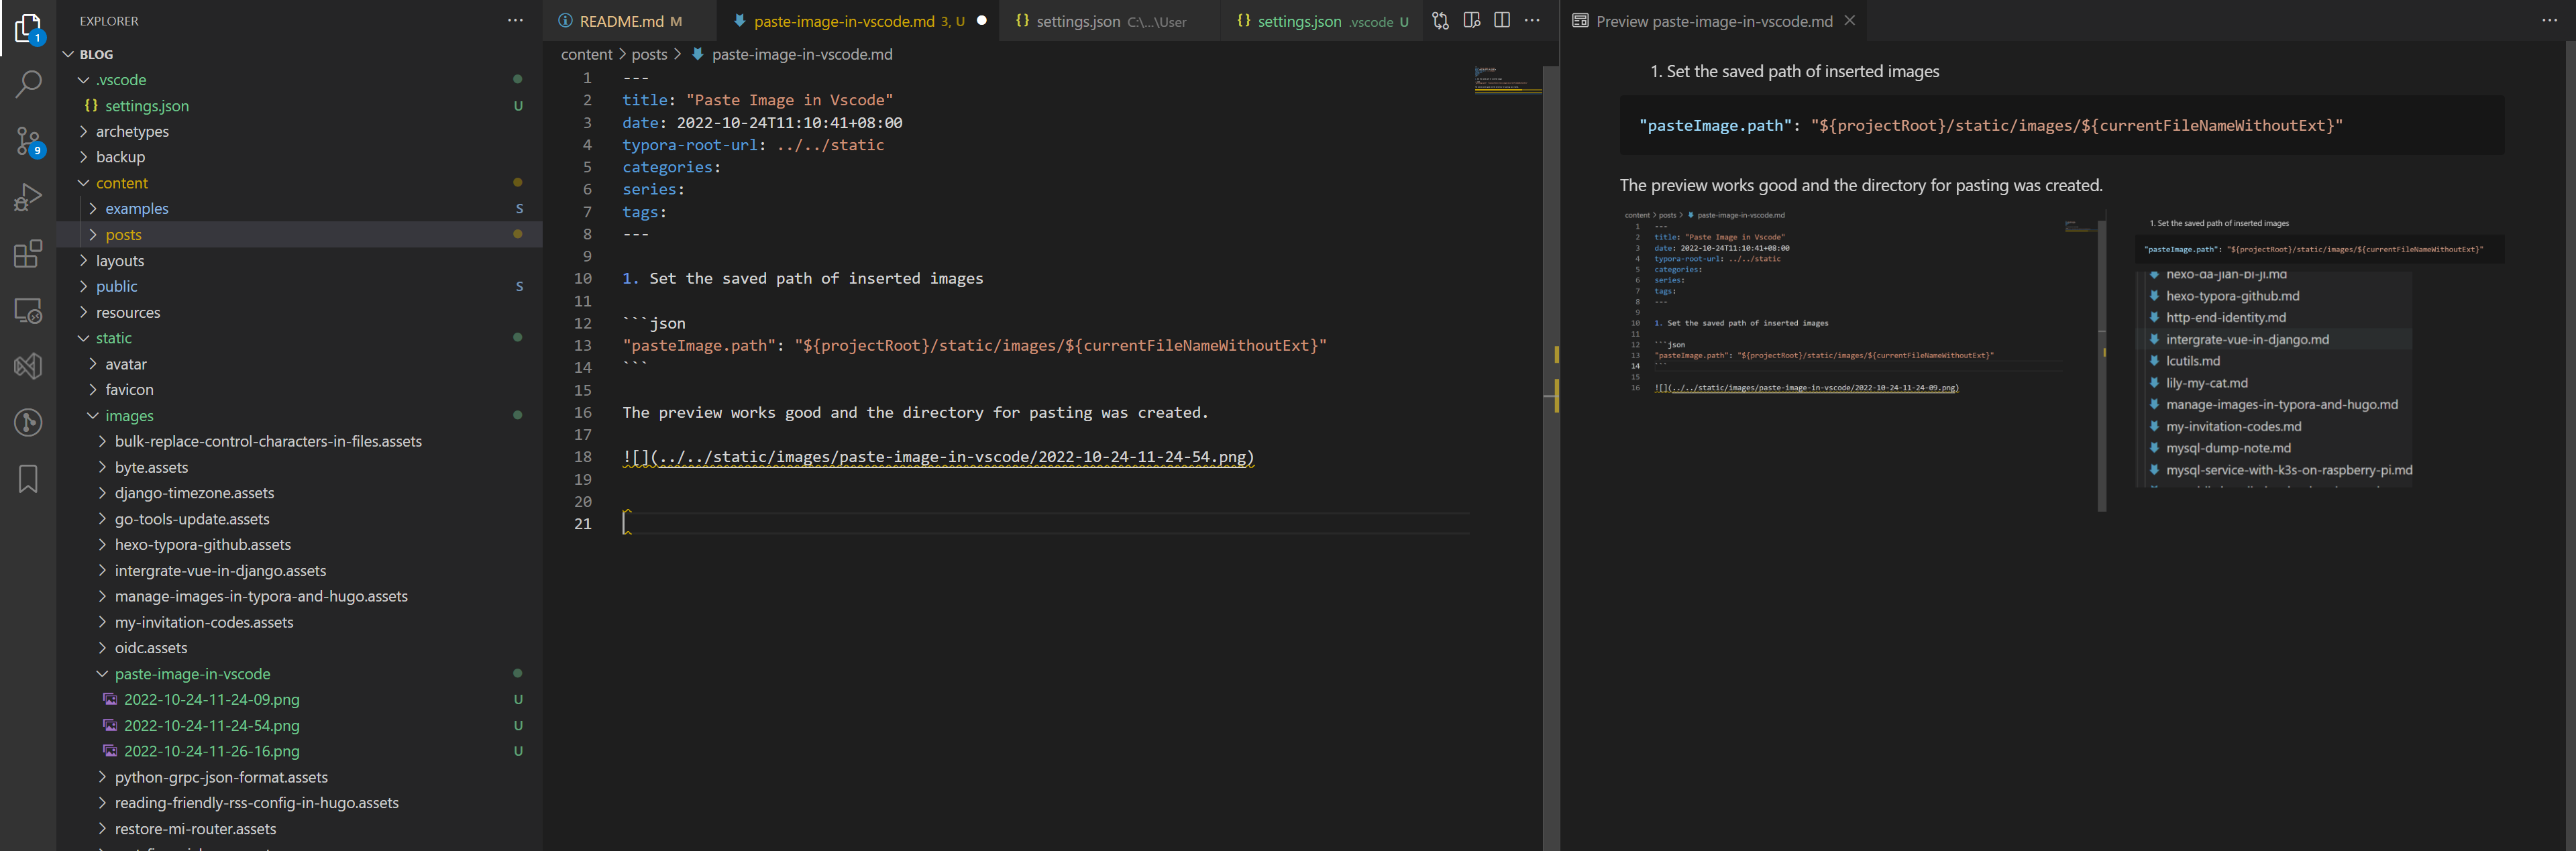 EXPLORER
BLOG
.vscode
{} settings.json U
archetypes
backup
content
examples S
posts
layouts
public S
resources
static
avatar
favicon
images
bulk-replace-control-characters-in-files.assets
byte.assets
django-timezone.assets
go-tools-update.assets
hexo-typora-github.assets
intergrate-vue-in-django.assets
manage-images-in-typora-and-hugo.assets
my-invitation-codes.assets
oidc.assets
paste-image-in-vscode
2022-10-24-11-24-09.png U
2022-10-24-11-24-54.png U
2022-10-24-11-26-16.png U
python-grpc-json-format.assets
reading-friendly-rss-config-in-hugo.assets
restore-mi-router.assets
1
9
README.md M
paste-image-in-vscode.md 3, U
{} settings.json C:\...\User
{} settings.json .vscode U
content > posts > paste-image-in-vscode.md
1 ---
2 title: "Paste Image in Vscode"
3 date: 2022-10-24T11:10:41+08:00
4 typora-root-url: ../../static
5 categories:
6 series:
7 tags:
8 ---
9
10 1. Set the saved path of inserted images
11
12 ```json
13 "pasteImage.path": "${projectRoot}/static/images/${currentFileNameWithoutExt}"
14 ```
15
16 The preview works good and the directory for pasting was created.
17
18 ![](../../static/images/paste-image-in-vscode/2022-10-24-11-24-54.png)
19
20
21
Preview paste-image-in-vscode.md
1. Set the saved path of inserted images
"pasteImage.path": "${projectRoot}/static/images/${currentFileNameWithoutExt}"
The preview works good and the directory for pasting was created.
content > posts > paste-image-in-vscode.md
1 ---
2 title: "Paste Image in Vscode"
3 date: 2022-10-24T11:10:41+08:00
4 typora-root-url: ../../static
5 categories:
6 series:
7 tags:
8 ---
9
10 1. Set the saved path of inserted images
11
12 ```json
13 "pasteImage.path": "${projectRoot}/static/images/${currentFileNameWithoutExt}"
14 ```
15
16 ![](../../static/images/paste-image-in-vscode/2022-10-24-11-24-09.png)
1. Set the saved path of inserted images
"pasteImage.path": "${projectRoot}/static/images/${currentFileNameWithoutExt}"
hexo-da-jian-bi-ji.md
hexo-typora-github.md
http-end-identity.md
intergrate-vue-in-django.md
lcutils.md
lily-my-cat.md
manage-images-in-typora-and-hugo.md
my-invitation-codes.md
mysql-dump-note.md
mysql-service-with-k3s-on-raspberry-pi.md